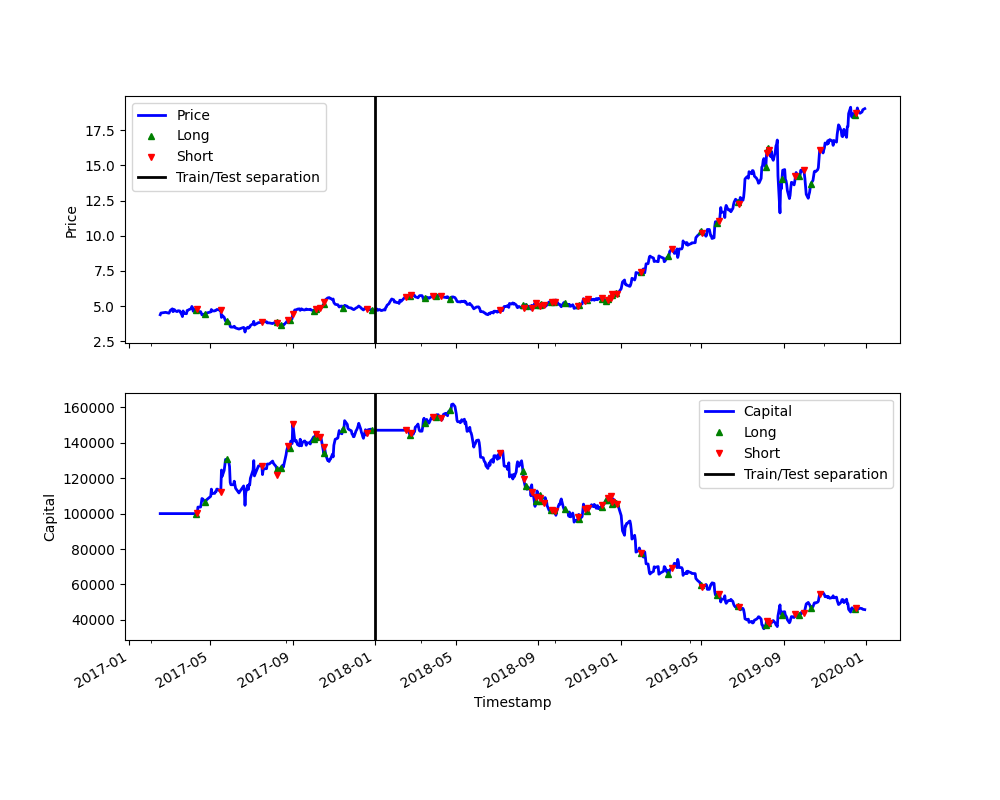 Price
Long
Short
Train/Test separation
17.5
15.0
12.5
10.0
7.5
5.0
2.5
Price
Capital
Long
Short
Train/Test separation
160000
140000
120000
100000
80000
60000
40000
Capital
2017-01
2017-05
2017-09
2018-01
2018-05
2018-09
2019-01
2019-05
2019-09
2020-01
Timestamp